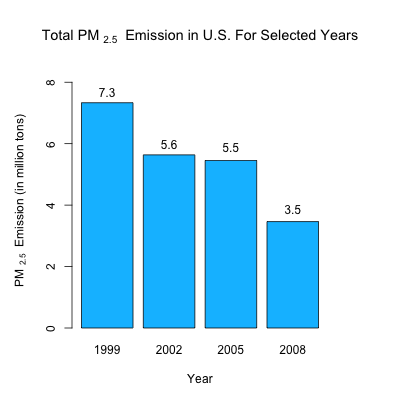 Total PM 2.5 Emission in U.S. For Selected Years
PM 2.5 Emission (in million tons)
8
6
4
2
0
7.3
5.6
5.5
3.5
1999 2002 2005 2008
Year